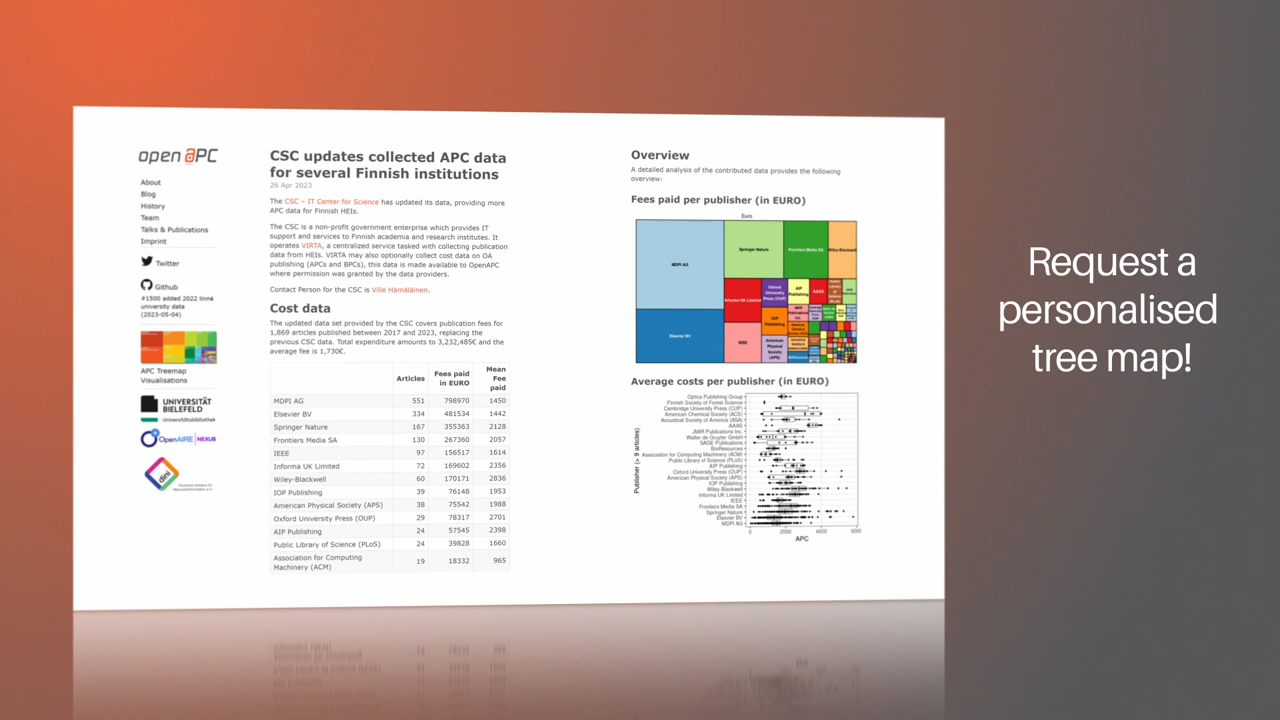 open APC
About
Blog
History
Team
Talks & Publications
Imprint
Twitter
Github
#1500 added 2022 linné
university data
(2023-05-04)
APC Treemap
Visualisations
UNIVERSITÄT
BIELEFELD
Universitätsbibliothek
OpenAIRE NEXUS
dini
CSC updates collected APC data
for several Finnish institutions
26 Apr 2023
The CSC – IT Center for Science has updated its data, providing more
APC data for Finnish HEIs.
The CSC is a non-profit government enterprise which provides IT
support and services to Finnish academia and research institutes. It
operates VIRTA, a centralized service tasked with collecting publication
data from HEIs. VIRTA may also optionally collect cost data on OA
publishing (APCs and BPCs), this data is made available to OpenAPC
where permission was granted by the data providers.
Contact Person for the CSC is Ville Hämäläinen.
Cost data
The updated data set provided by the CSC covers publication fees for
1,869 articles published between 2017 and 2023, replacing the
previous CSC data. Total expenditure amounts to 3,232,485€ and the
average fee is 1,730€.
Articles Fees paid in EURO Mean Fee paid
MDPI AG 551 798970 1450
Elsevier BV 334 481534 1442
Springer Nature 167 355363 2128
Frontiers Media SA 130 267360 2057
IEEE 97 156517 1614
Informa UK Limited 72 169602 2356
Wiley-Blackwell 60 170171 2836
IOP Publishing 39 76148 1953
American Physical Society (APS) 38 75542 1988
Oxford University Press (OUP) 29 78317 2701
AIP Publishing 24 57545 2398
Public Library of Science (PLoS) 24 39828 1660
Association for Computing
Machinery (ACM) 19 18332 965
Overview
A detailed analysis of the contributed data provides the following
overview:
Fees paid per publisher (in EURO)
Euro
MDPI AG
Springer Nature
Frontiers Media SA
Wiley-Blackwell
Elsevier BV
Informa UK Limited
Oxford
University
Press (OUP)
AIP
Publishing
AAAS
IEEE
IOP
Publishing
American
Physical
Society
(APS)
Average costs per publisher (in EURO)
Publisher (> 9 articles)
Optica Publishing Group
Finnish Society of Forest Science
Cambridge University Press (CUP)
American Chemical Society (ACS)
Acoustical Society of America (ASA)
AAAS
JMIR Publications Inc.
Walter de Gruyter GmbH
SAGE Publications
BioResources
Association for Computing Machinery (ACM)
Public Library of Science (PLoS)
AIP Publishing
Oxford University Press (OUP)
American Physical Society (APS)
IOP Publishing
Wiley-Blackwell
Informa UK Limited
IEEE
Frontiers Media SA
Springer Nature
Elsevier BV
MDPI AG
0 2000 4000 6000
APC
Request a
personalised
tree map!